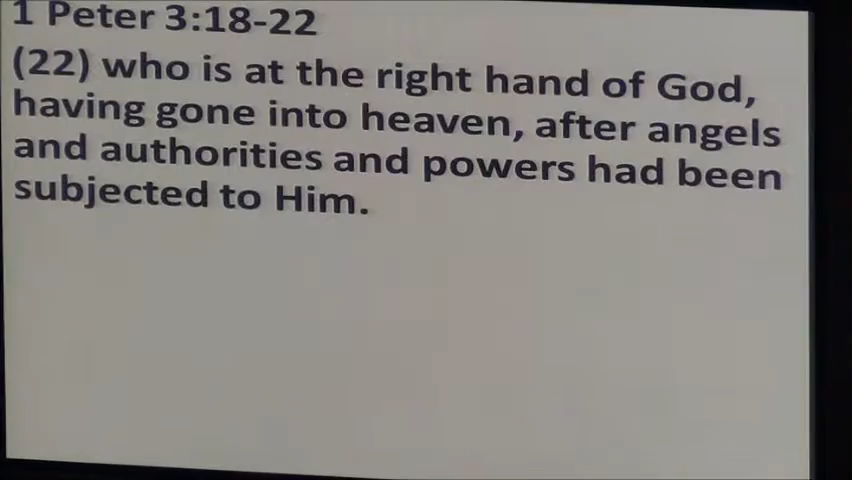 1 Peter 3:18-22
(22) who is at the right hand of God,
having gone into heaven, after angels
and authorities and powers had been
subjected to Him.